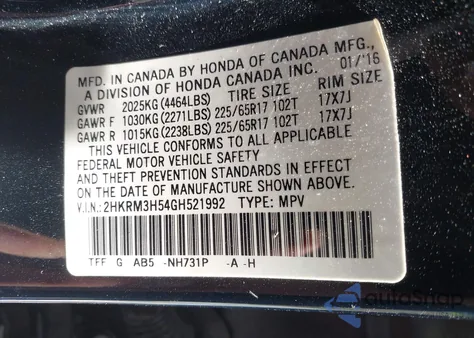 MFD. IN CANADA BY HONDA OF CANADA MFG.,
A DIVISION OF HONDA CANADA INC. 01/'16
GVWR 2025KG(4464LBS) TIRE SIZE RIM SIZE
GAWR F 1030KG(2271LBS) 225/65R17 102T 17X7J
GAWR R 1015KG(2238LBS) 225/65R17 102T 17X7J
THIS VEHICLE CONFORMS TO ALL APPLICABLE
FEDERAL MOTOR VEHICLE SAFETY
AND THEFT PREVENTION STANDARDS IN EFFECT
ON THE DATE OF MANUFACTURE SHOWN ABOVE.
V.I.N.: 2HKRM3H54GH521992 TYPE: MPV
TFF G AB5 -NH731P -A -H
autosnap